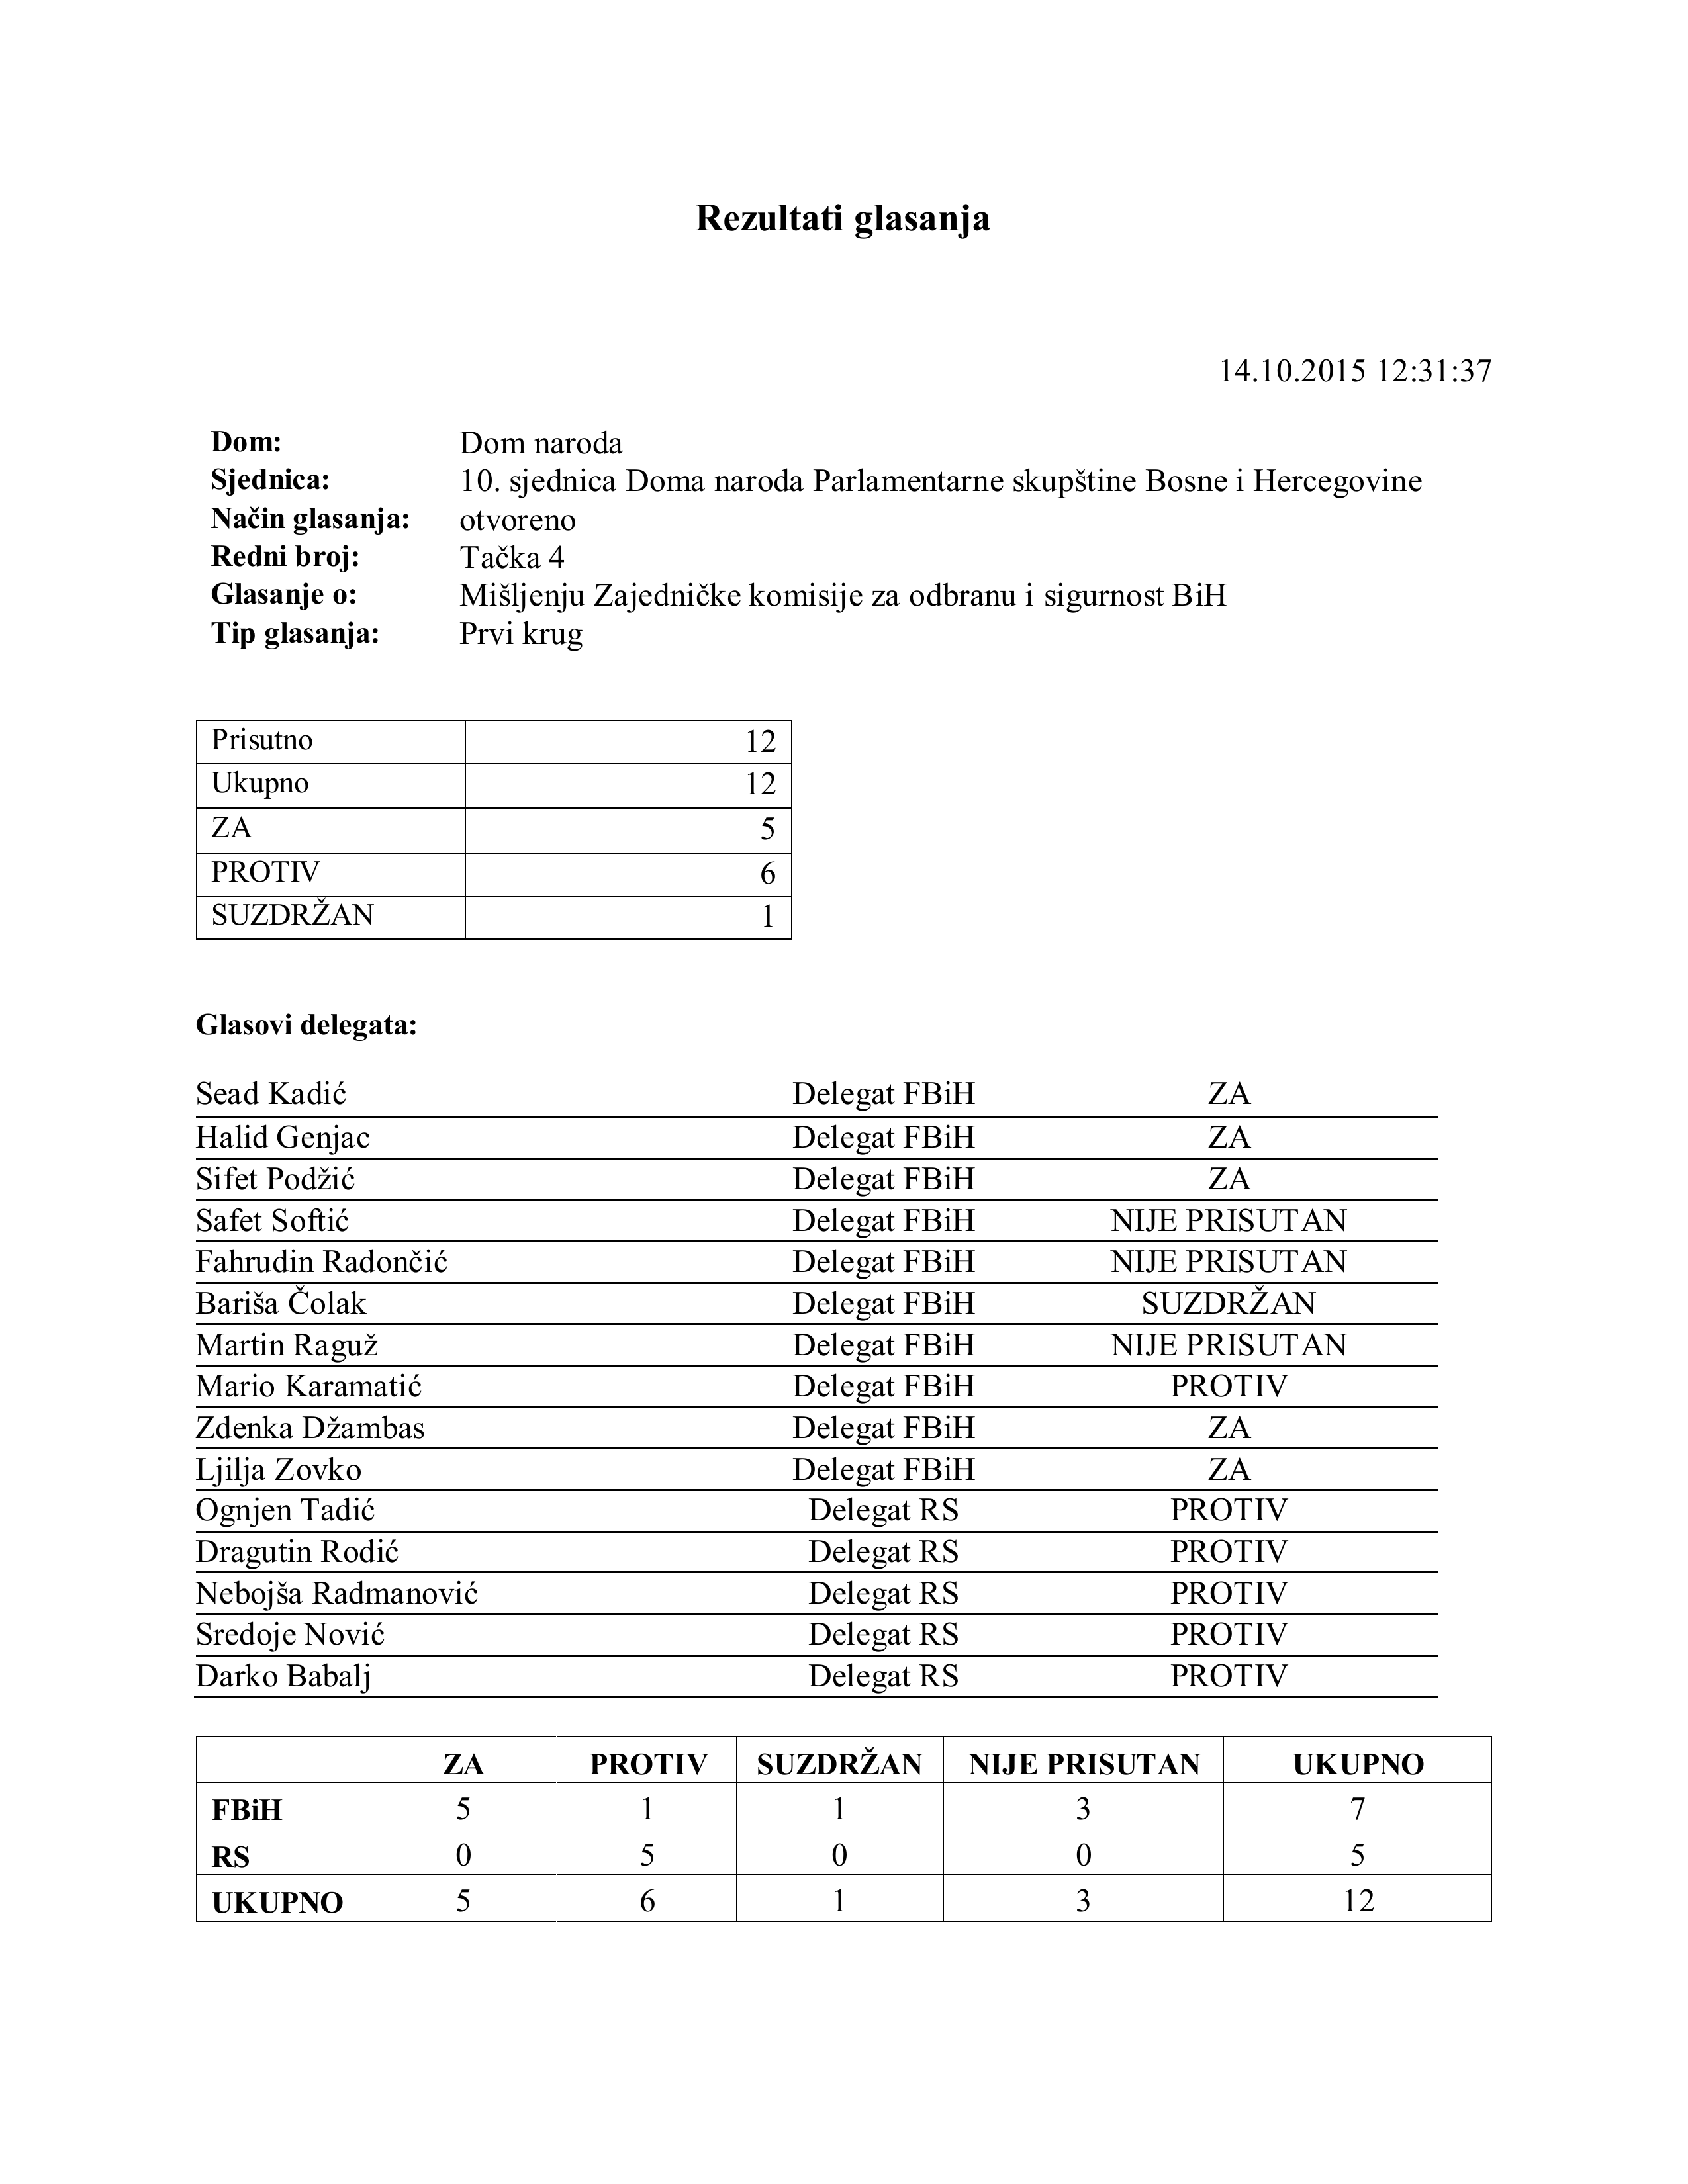 Rezultati glasanja
14.10.2015 12:31:37
Dom: Dom naroda
Sjednica: 10. sjednica Doma naroda Parlamentarne skupštine Bosne i Hercegovine
Način glasanja: otvoreno
Redni broj: Tačka 4
Glasanje o: Mišljenju Zajedničke komisije za odbranu i sigurnost BiH
Tip glasanja: Prvi krug
Prisutno 12
Ukupno 12
ZA 5
PROTIV 6
SUZDRŽAN 1
Glasovi delegata:
Sead Kadić Delegat FBiH ZA
Halid Genjac Delegat FBiH ZA
Sifet Podžić Delegat FBiH ZA
Safet Softić Delegat FBiH NIJE PRISUTAN
Fahrudin Radončić Delegat FBiH NIJE PRISUTAN
Bariša Čolak Delegat FBiH SUZDRŽAN
Martin Raguž Delegat FBiH NIJE PRISUTAN
Mario Karamatić Delegat FBiH PROTIV
Zdenka Džambas Delegat FBiH ZA
Ljilja Zovko Delegat FBiH ZA
Ognjen Tadić Delegat RS PROTIV
Dragutin Rodić Delegat RS PROTIV
Nebojša Radmanović Delegat RS PROTIV
Sredoje Nović Delegat RS PROTIV
Darko Babalj Delegat RS PROTIV
ZA PROTIV SUZDRŽAN NIJE PRISUTAN UKUPNO
FBiH 5 1 1 3 7
RS 0 5 0 0 5
UKUPNO 5 6 1 3 12